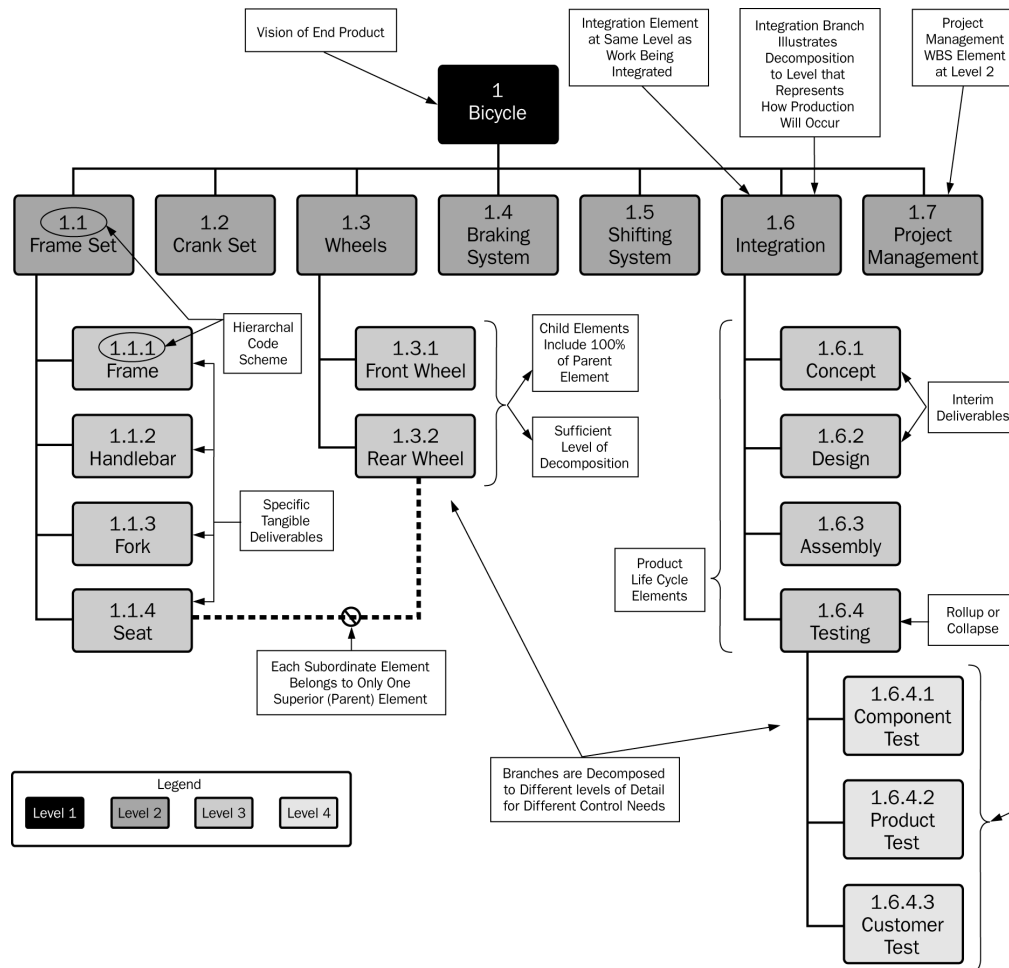 Vision of End Product
Integration Element
at Same Level as
Work Being
Integrated
Integration Branch
Illustrates
Decomposition
to Level that
Represents
How Production
Will Occur
Project
Management
WBS Element
at Level 2
1
Bicycle
1.1
Frame Set
1.2
Crank Set
1.3
Wheels
1.4
Braking
System
1.5
Shifting
System
1.6
Integration
1.7
Project
Management
1.1.1
Frame
Hierarchal
Code
Scheme
1.1.2
Handlebar
1.1.3
Fork
1.1.4
Seat
Specific
Tangible
Deliverables
1.3.1
Front Wheel
1.3.2
Rear Wheel
Child Elements
Include 100%
of Parent
Element
Sufficient
Level of
Decomposition
Each Subordinate Element
Belongs to Only One
Superior (Parent) Element
Product
Life Cycle
Elements
1.6.1
Concept
1.6.2
Design
Interim
Deliverables
1.6.3
Assembly
1.6.4
Testing
Rollup or
Collapse
1.6.4.1
Component
Test
1.6.4.2
Product
Test
1.6.4.3
Customer
Test
Branches are Decomposed
to Different levels of Detail
for Different Control Needs
Legend
Level 1
Level 2
Level 3
Level 4